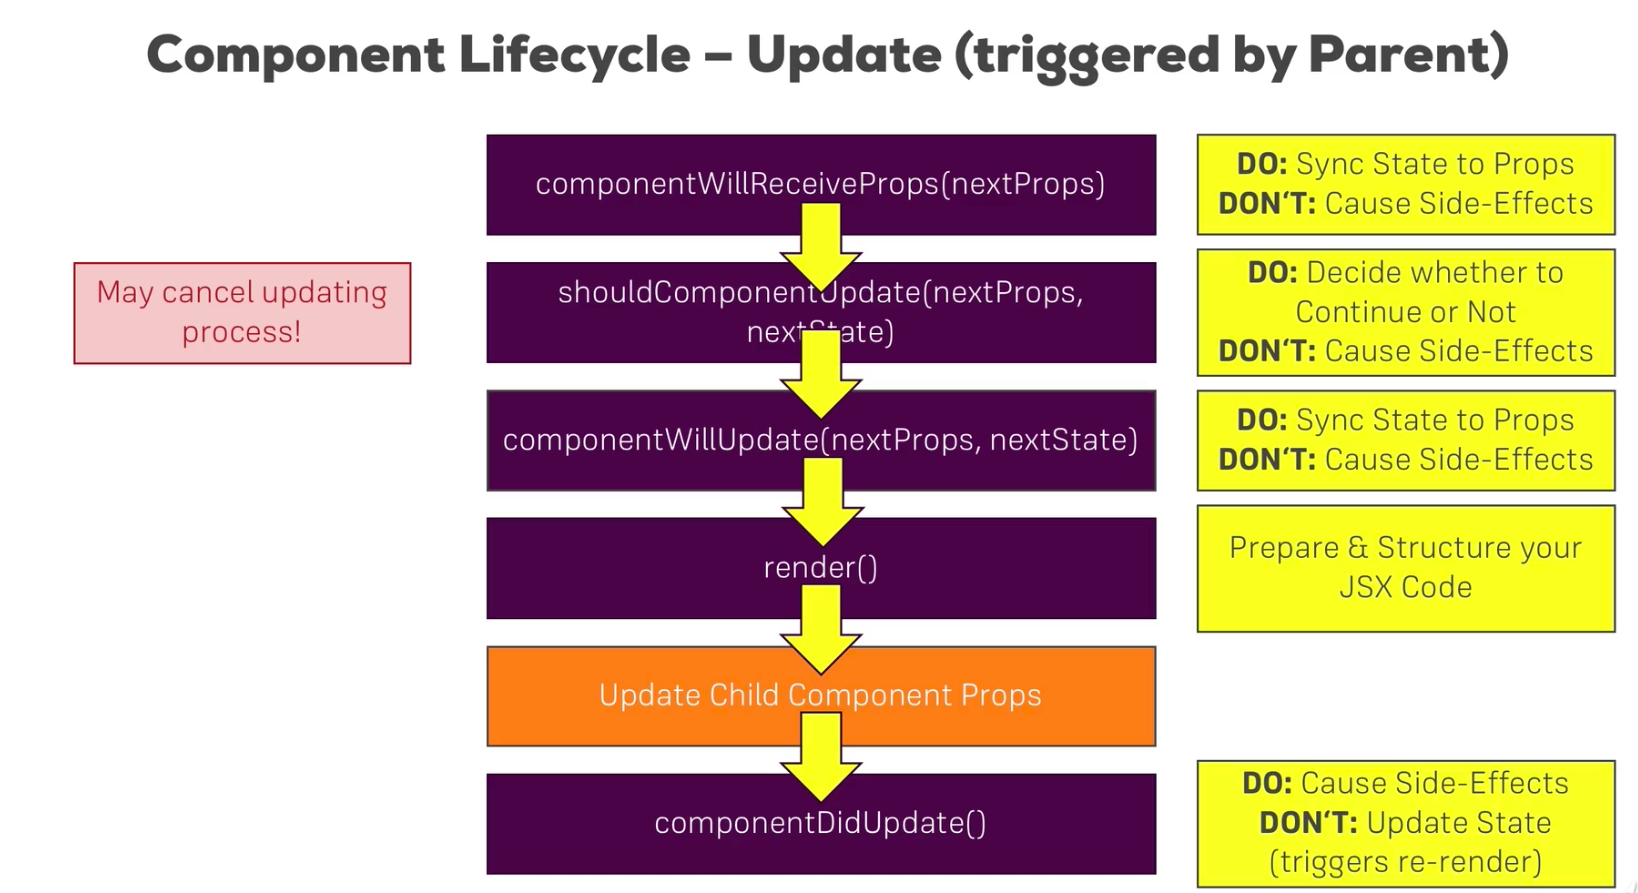 Component Lifecycle – Update (triggered by Parent)
componentWillReceiveProps(nextProps)
DO: Sync State to Props
DON‘T: Cause Side-Effects
May cancel updating
process!
shouldComponentUpdate(nextProps,
nextState)
DO: Decide whether to
Continue or Not
DON‘T: Cause Side-Effects
componentWillUpdate(nextProps, nextState)
DO: Sync State to Props
DON‘T: Cause Side-Effects
render()
Prepare & Structure your
JSX Code
Update Child Component Props
componentDidUpdate()
DO: Cause Side-Effects
DON‘T: Update State
(triggers re-render)